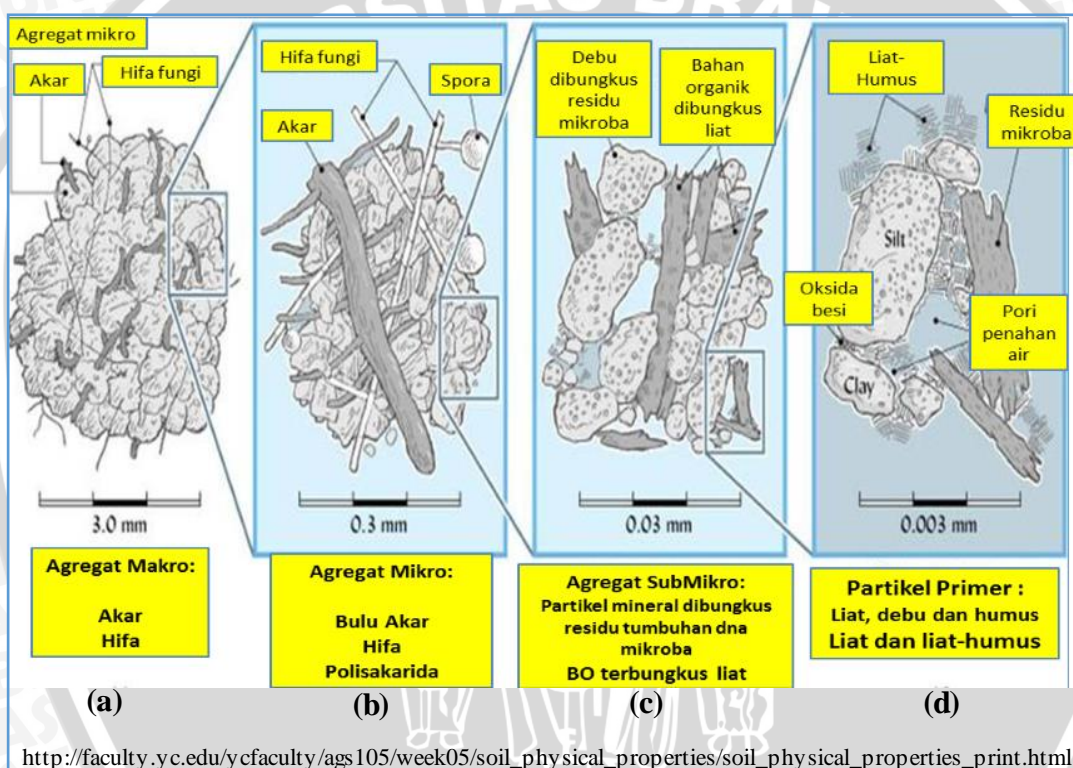 Agregat mikro
Akar
Hifa fungi
Hifa fungi
Spora
Akar
Debu
dibungkus
residu
mikroba
Bahan
organik
dibungkus
liat
Liat-
Humus
Residu
mikroba
Silt
Oksida
besi
Pori
penahan
air
Clay
3.0 mm
0.3 mm
0.03 mm
0.003 mm
Agregat Makro:
Akar
Hifa
Agregat Mikro:
Bulu Akar
Hifa
Polisakarida
Agregat SubMikro:
Partikel mineral dibungkus
residu tumbuhan dna
mikroba
BO terbungkus liat
Partikel Primer :
Liat, debu dan humus
Liat dan liat-humus
(a)
(b)
(c)
(d)
http://faculty.yc.edu/ycfaculty/ags105/week05/soil_physical_properties/soil_physical_properties_print.html